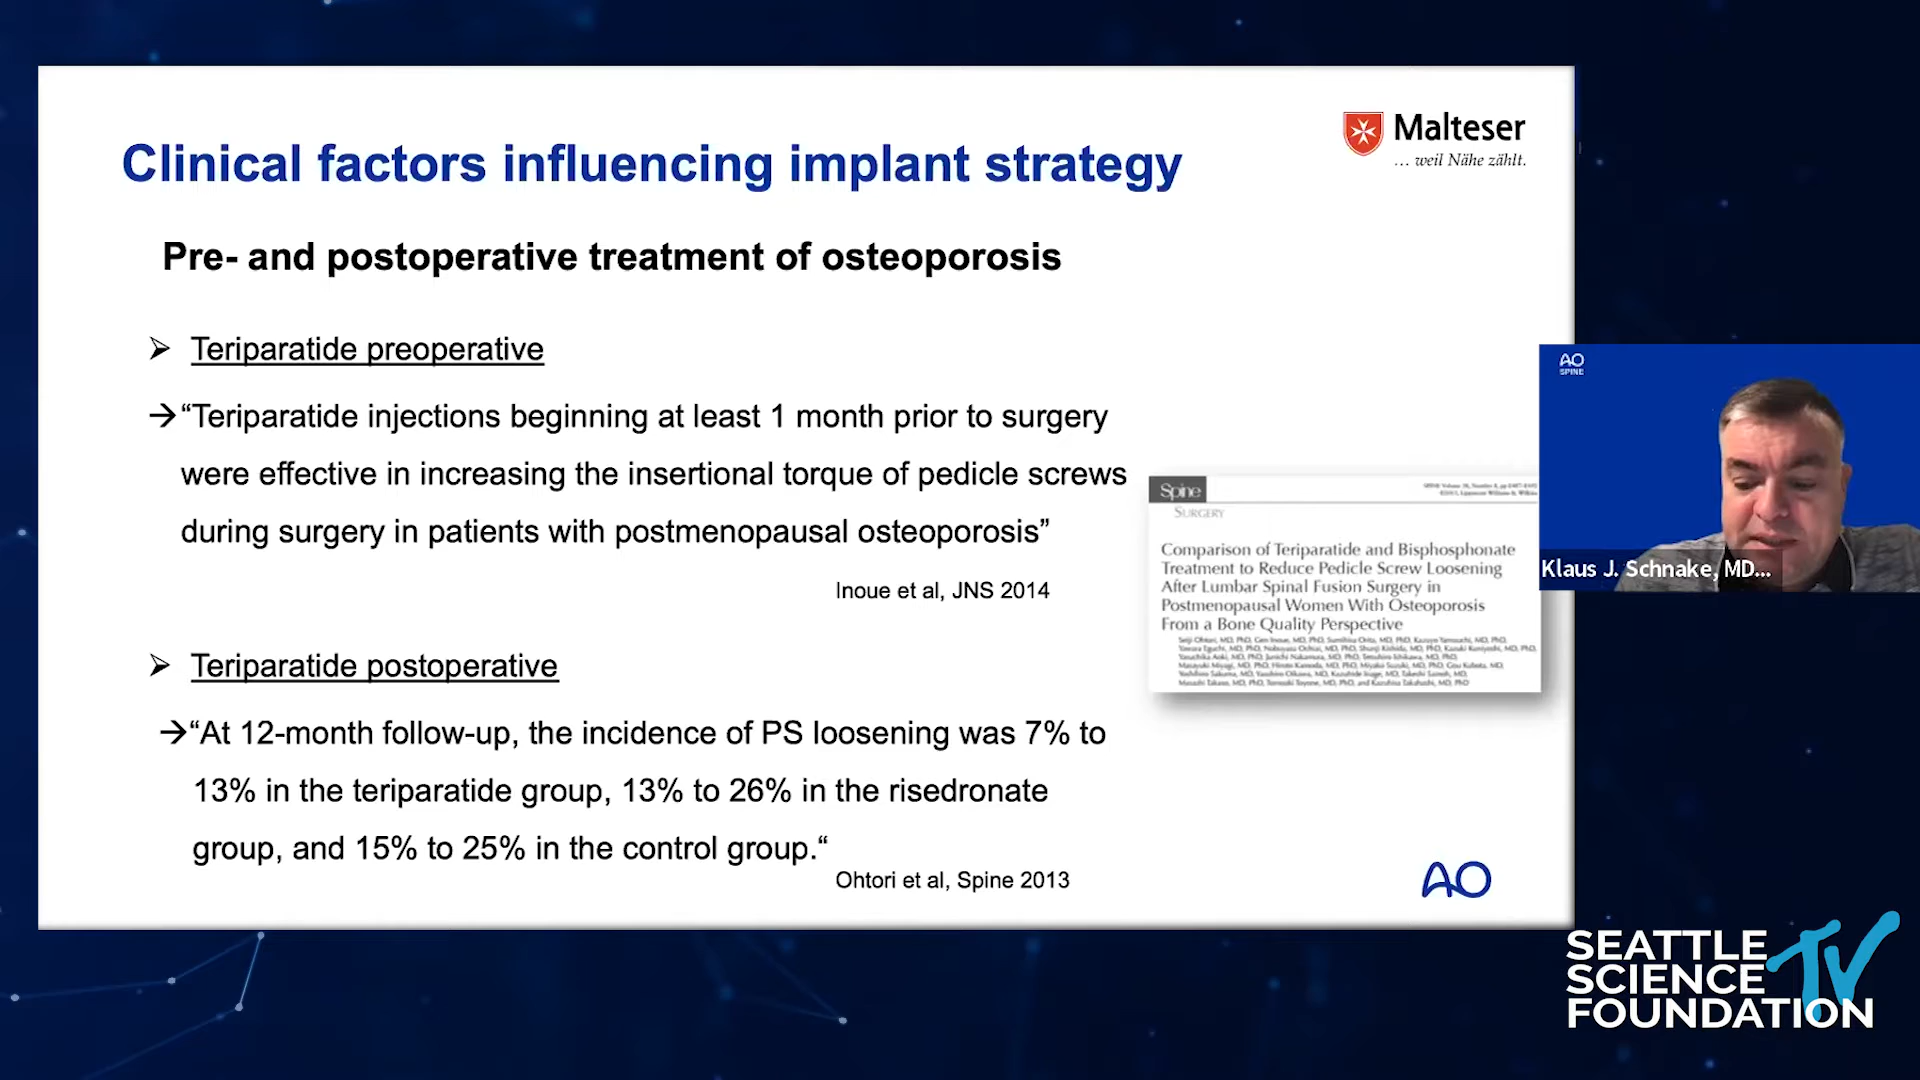 Clinical factors influencing implant strategy
Malteser
... weil Nähe zählt.
Pre- and postoperative treatment of osteoporosis
➢ Teriparatide preoperative
→“Teriparatide injections beginning at least 1 month prior to surgery
were effective in increasing the insertional torque of pedicle screws
during surgery in patients with postmenopausal osteoporosis”
Inoue et al, JNS 2014
➢ Teriparatide postoperative
→“At 12-month follow-up, the incidence of PS loosening was 7% to
13% in the teriparatide group, 13% to 26% in the risedronate
group, and 15% to 25% in the control group.“
Ohtori et al, Spine 2013
Spine
SURGERY
Comparison of Teriparatide and Bisphosphonate
Treatment to Reduce Pedicle Screw Loosening
After Lumbar Spinal Fusion Surgery in
Postmenopausal Women With Osteoporosis
From a Bone Quality Perspective
AO
AO
SPINE
Klaus J. Schnake, MD...
SEATTLE
SCIENCE
FOUNDATION
TV